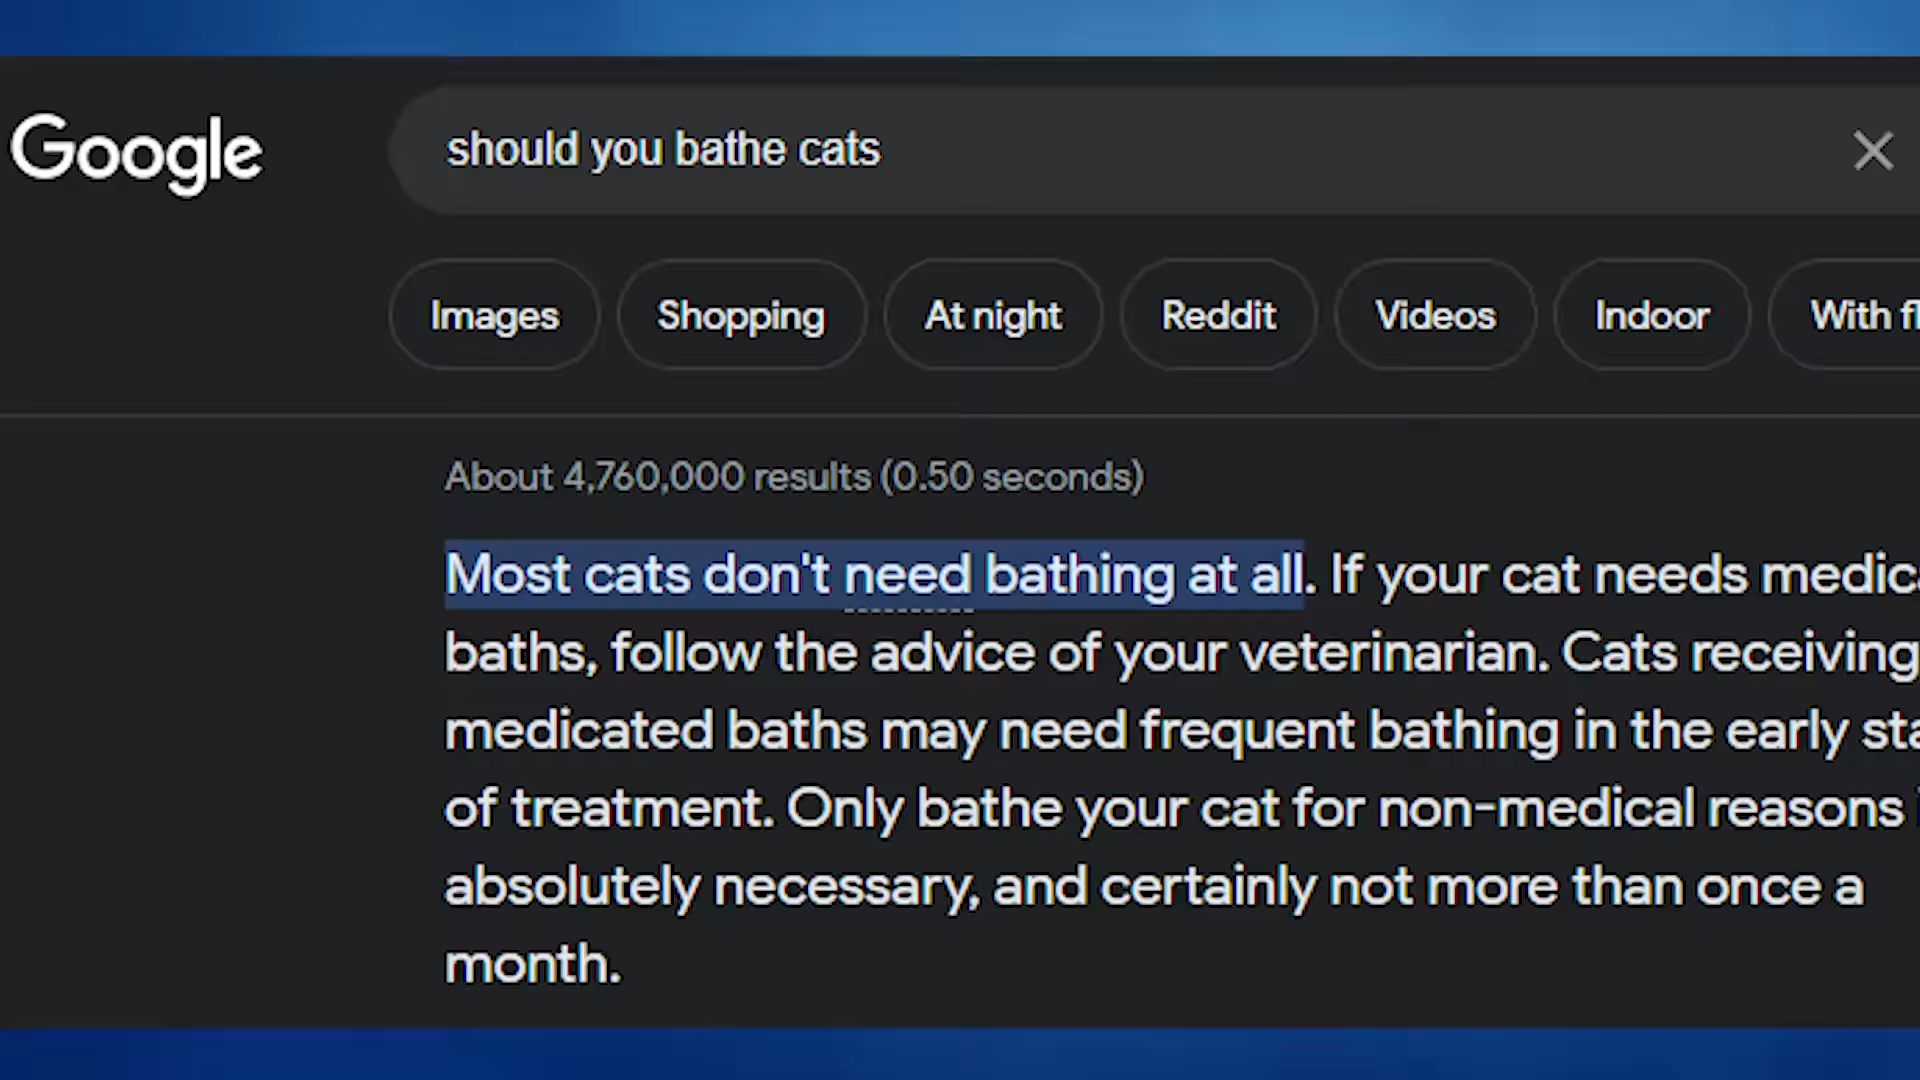 Google
should you bathe cats
Images Shopping At night Reddit Videos Indoor With
About 4,760,000 results (0.50 seconds)
Most cats don't need bathing at all. If your cat needs
baths, follow the advice of your veterinarian. Cats receiving
medicated baths may need frequent bathing in the early
of treatment. Only bathe your cat for non-medical reasons
absolutely necessary, and certainly not more than once a
month.